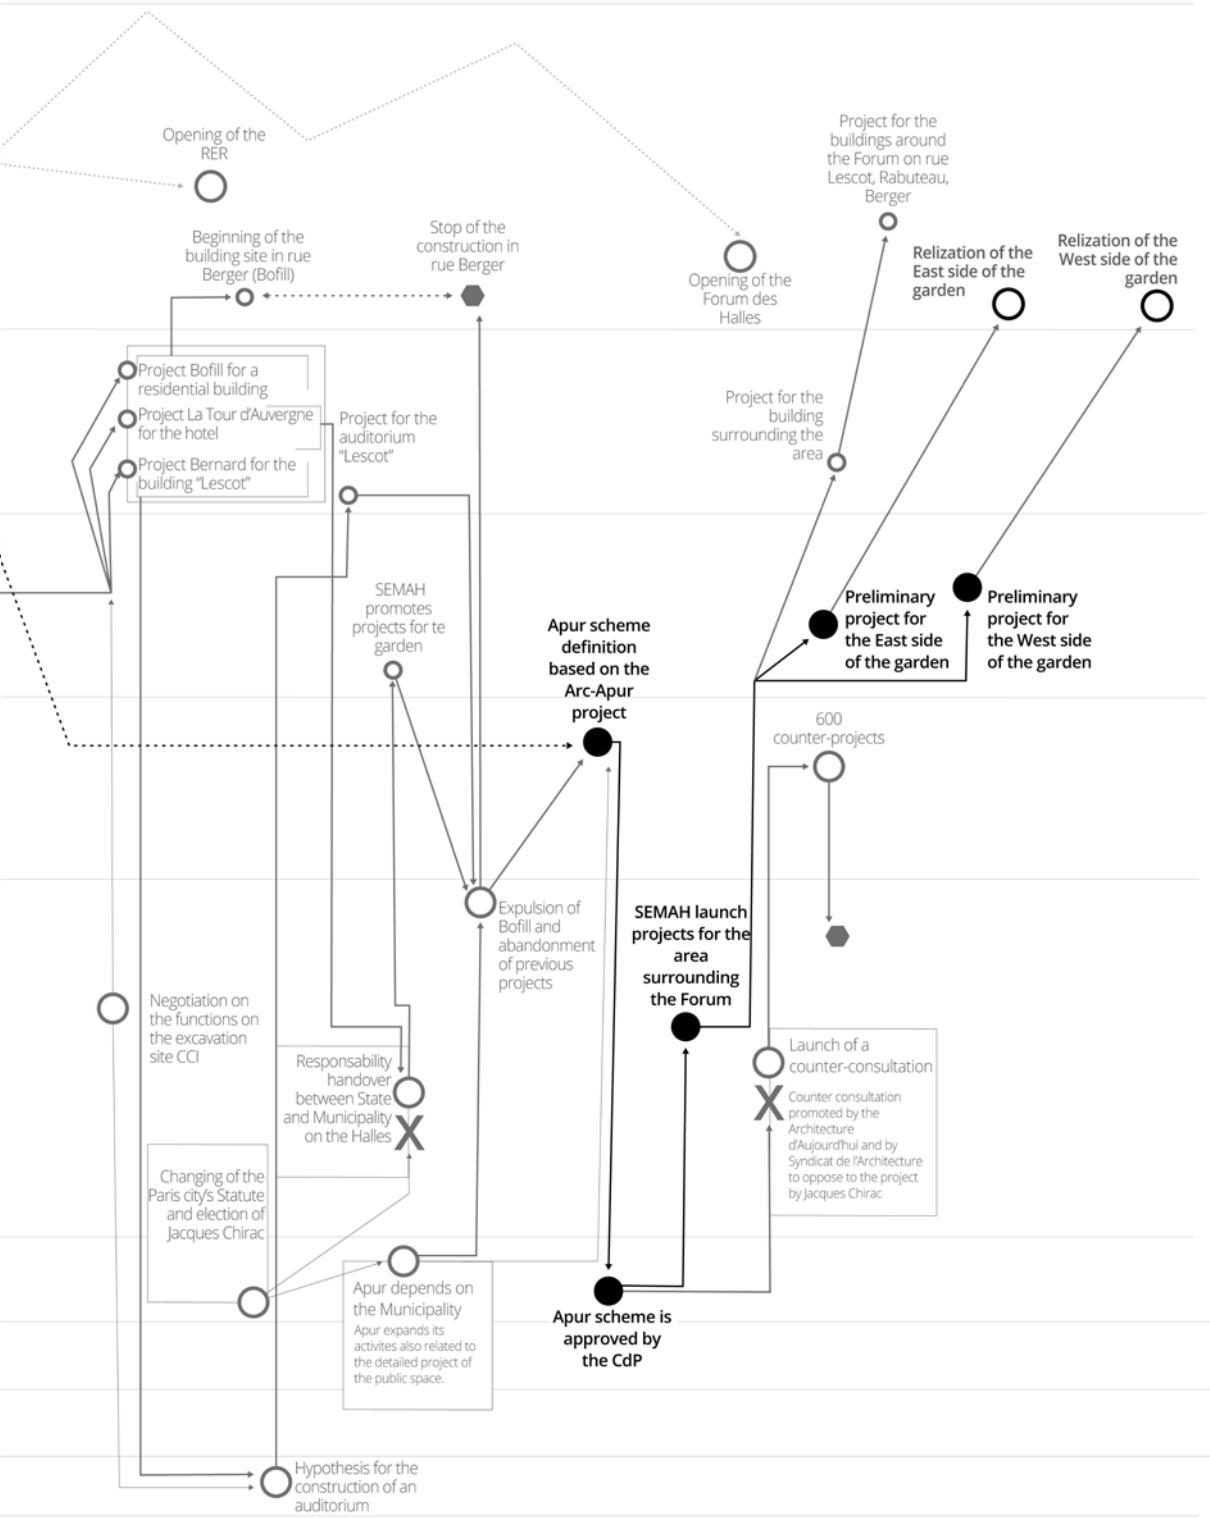 Opening of the
RER
Project for the
buildings around
the Forum on rue
Lescot, Rabuteau,
Berger
Beginning of the
building site in rue
Berger (Bofill)
Stop of the
construction in
rue Berger
Opening of the
Forum des
Halles
Relization of the
East side of the
garden
Relization of the
West side of the
garden
Project Bofill for a
residential building
Project La Tour d'Auvergne
for the hotel
Project Bernard for the
building “Lescot”
Project for the
auditorium
“Lescot”
Project for the
building
surrounding the
area
SEMAH
promotes
projects for te
garden
Apur scheme
definition
based on the
Arc-Apur
project
Preliminary
project for
the East side
of the garden
Preliminary
project for
the West side
of the garden
600
counter-projects
Expulsion of
Bofill and
abandonment
of previous
projects
SEMAH launch
projects for the
area
surrounding
the Forum
Negotiation on
the functions on
the excavation
site CCI
Responsability
handover
between State
and Municipality
on the Halles
X
Launch of a
counter-consultation
X
Counter consultation
promoted by the
Architecture
d'Aujourd'hui and by
Syndicat de l'Architecture
to oppose to the project
by Jacques Chirac
Changing of the
Paris city's Statute
and election of
Jacques Chirac
Apur depends on
the Municipality
Apur expands its
activites also related to
the detailed project of
the public space.
Apur scheme is
approved by
the CdP
Hypothesis for the
construction of an
auditorium